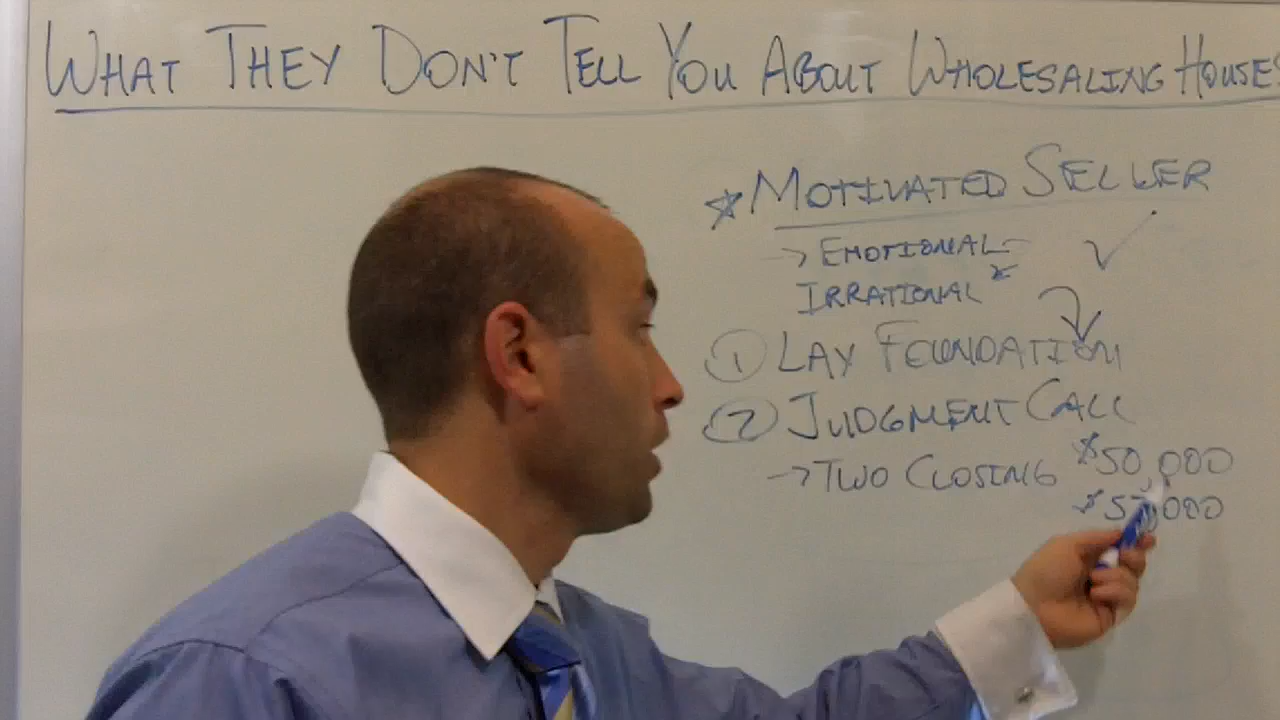 WHAT THEY DON'T TELL YOU ABOUT WHOLESALING HOUSES
☆ MOTIVATED SELLER
→ EMOTIONAL
IRRATIONAL
① LAY FOUNDATION
② JUDGMENT CALL
→ TWO CLOSING $50,000